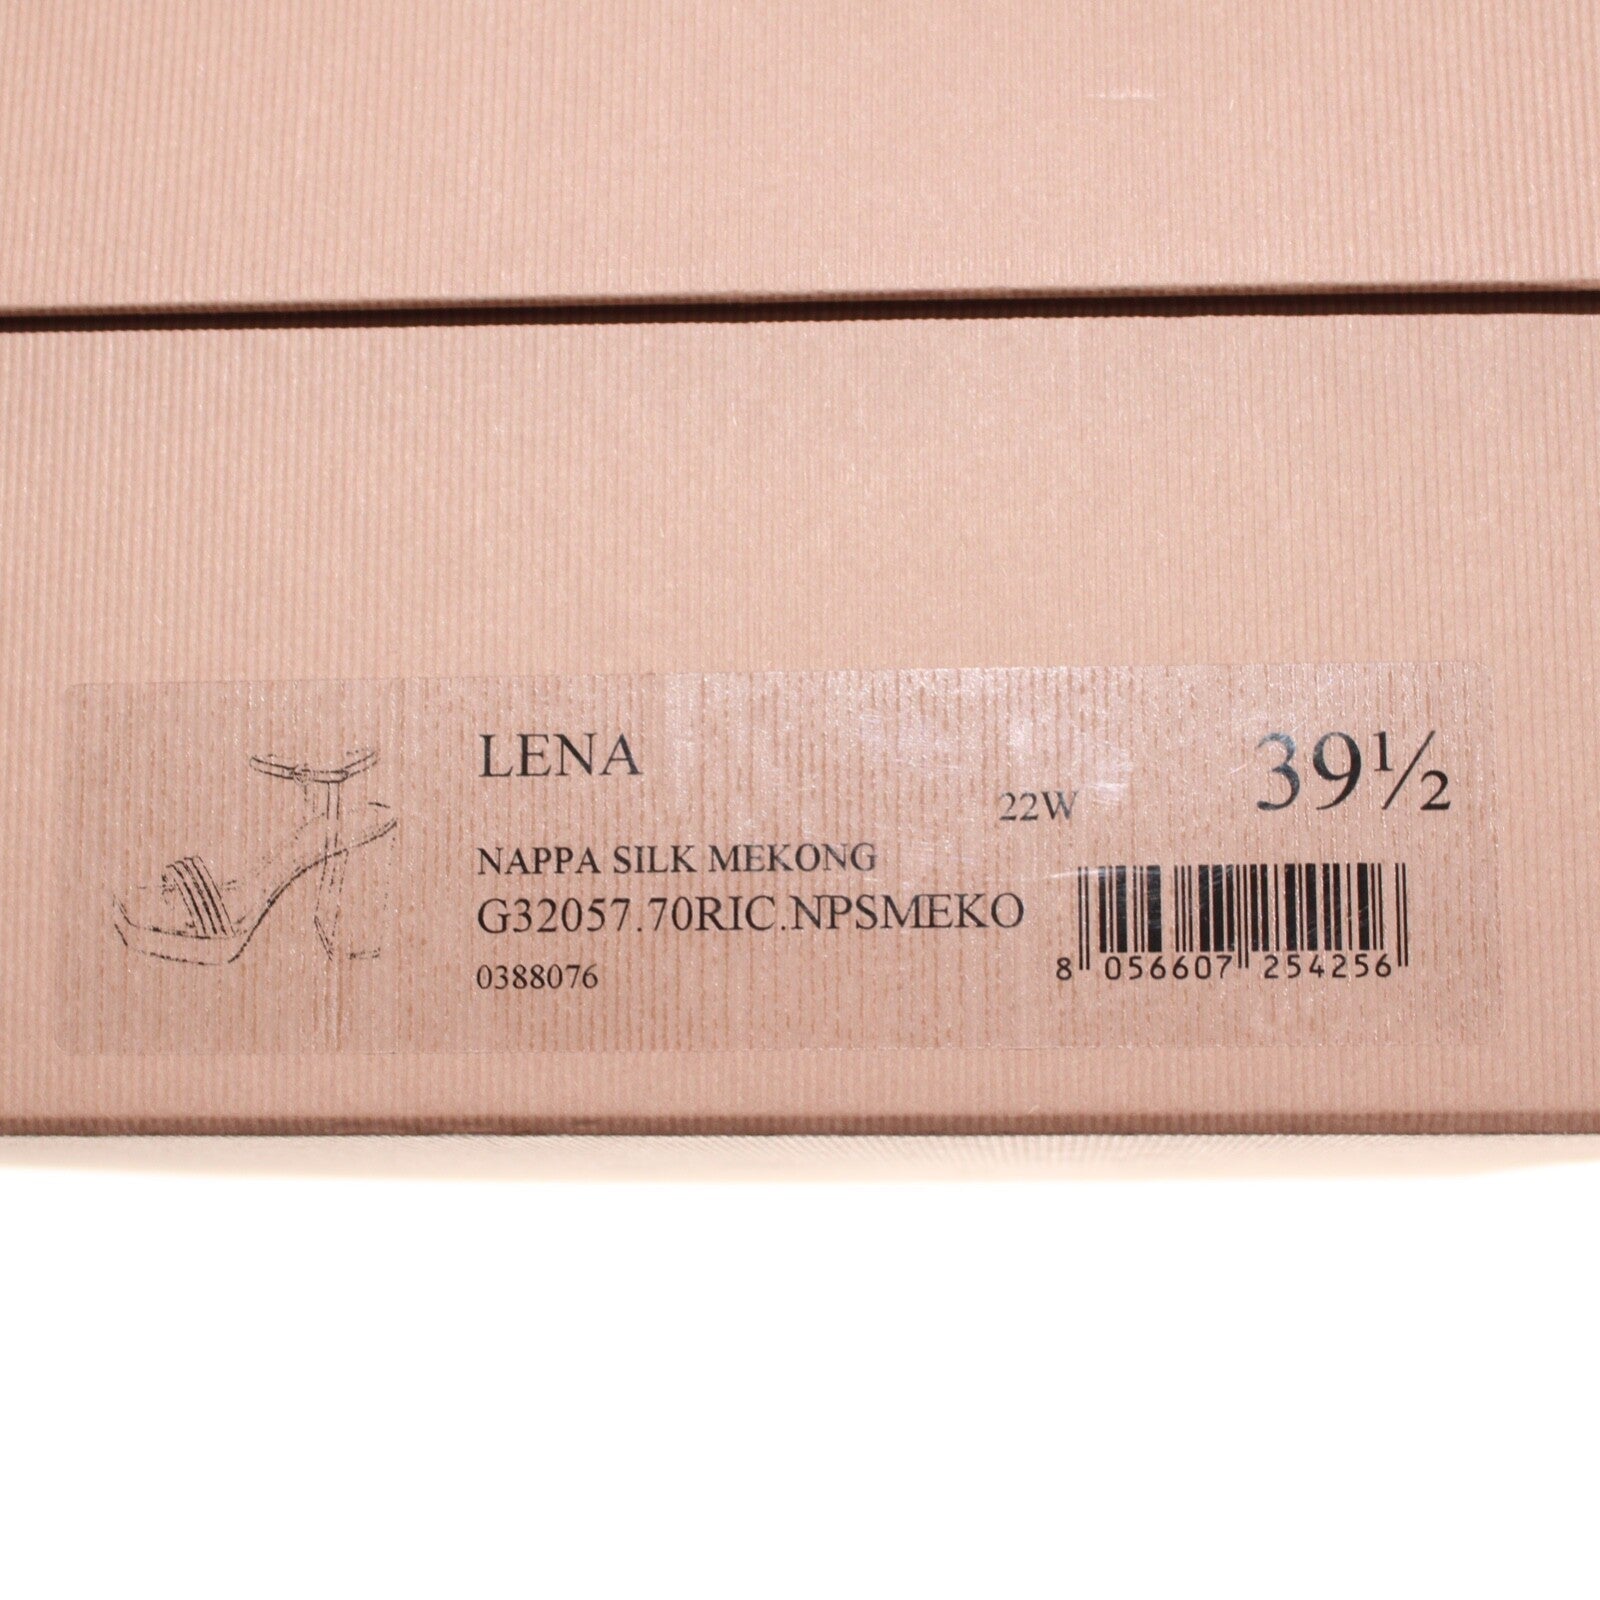 LENA
22W
39½
NAPPA SILK MEKONG
G32057.70RIC.NPSMEKO
0388076
8 056607 254256